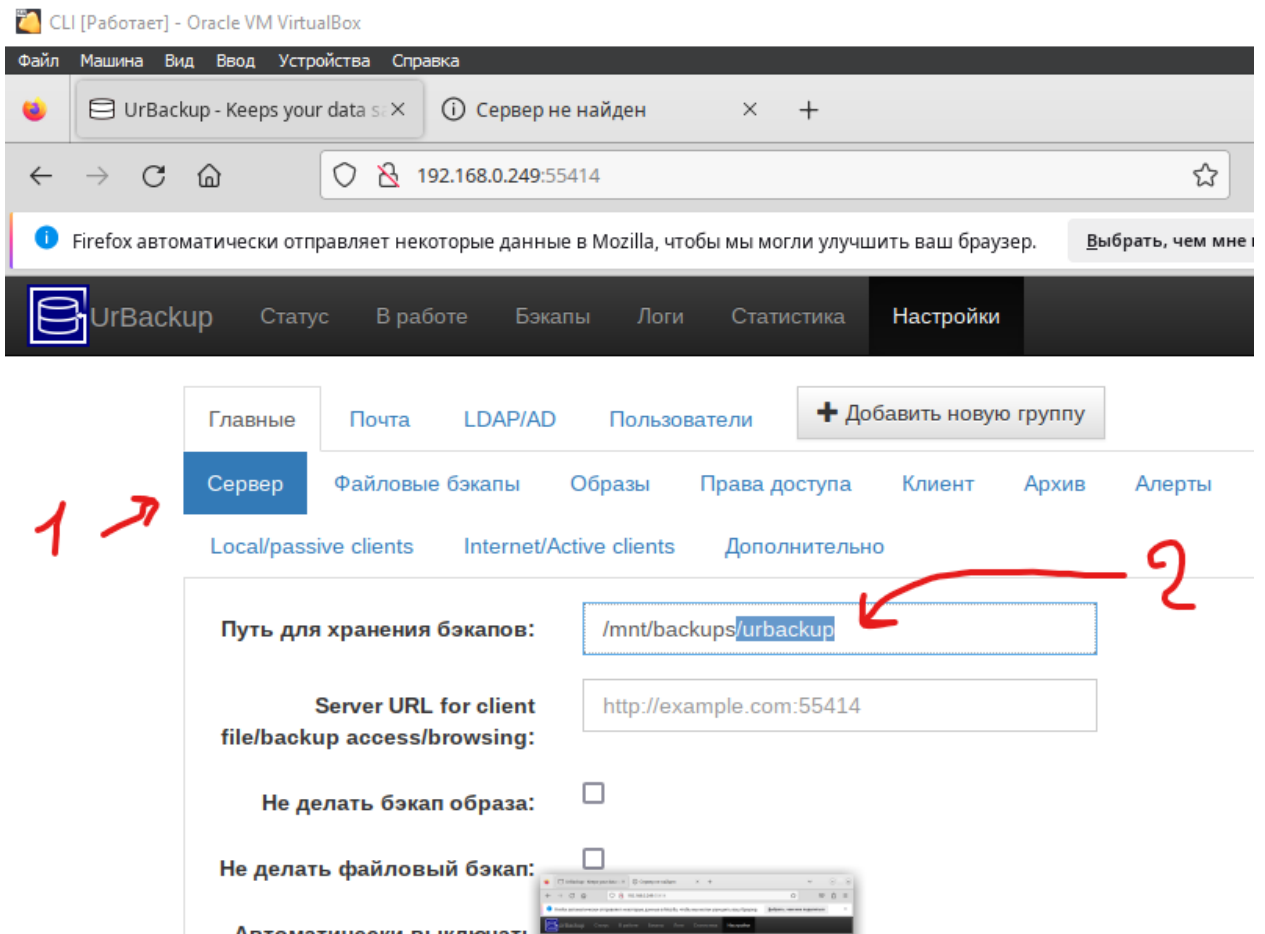 CLI [Работает] - Oracle VM VirtualBox
Файл Машина Вид Ввод Устройства Справка
UrBackup - Keeps your data sa Сервер не найден
192.168.0.249:55414
Firefox автоматически отправляет некоторые данные в Mozilla, чтобы мы могли улучшить ваш браузер. Выбрать, чем мне
UrBackup Статус В работе Бэкапы Логи Статистика Настройки
Главные Почта LDAP/AD Пользователи Добавить новую группу
Сервер Файловые бэкапы Образы Права доступа Клиент Архив Алерты
1
Local/passive clients Internet/Active clients Дополнительно
2
Путь для хранения бэкапов: /mnt/backups/urbackup
Server URL for client http://example.com:55414
file/backup access/browsing:
Не делать бэкап образа:
Не делать файловый бэкап:
Автоматически выключать